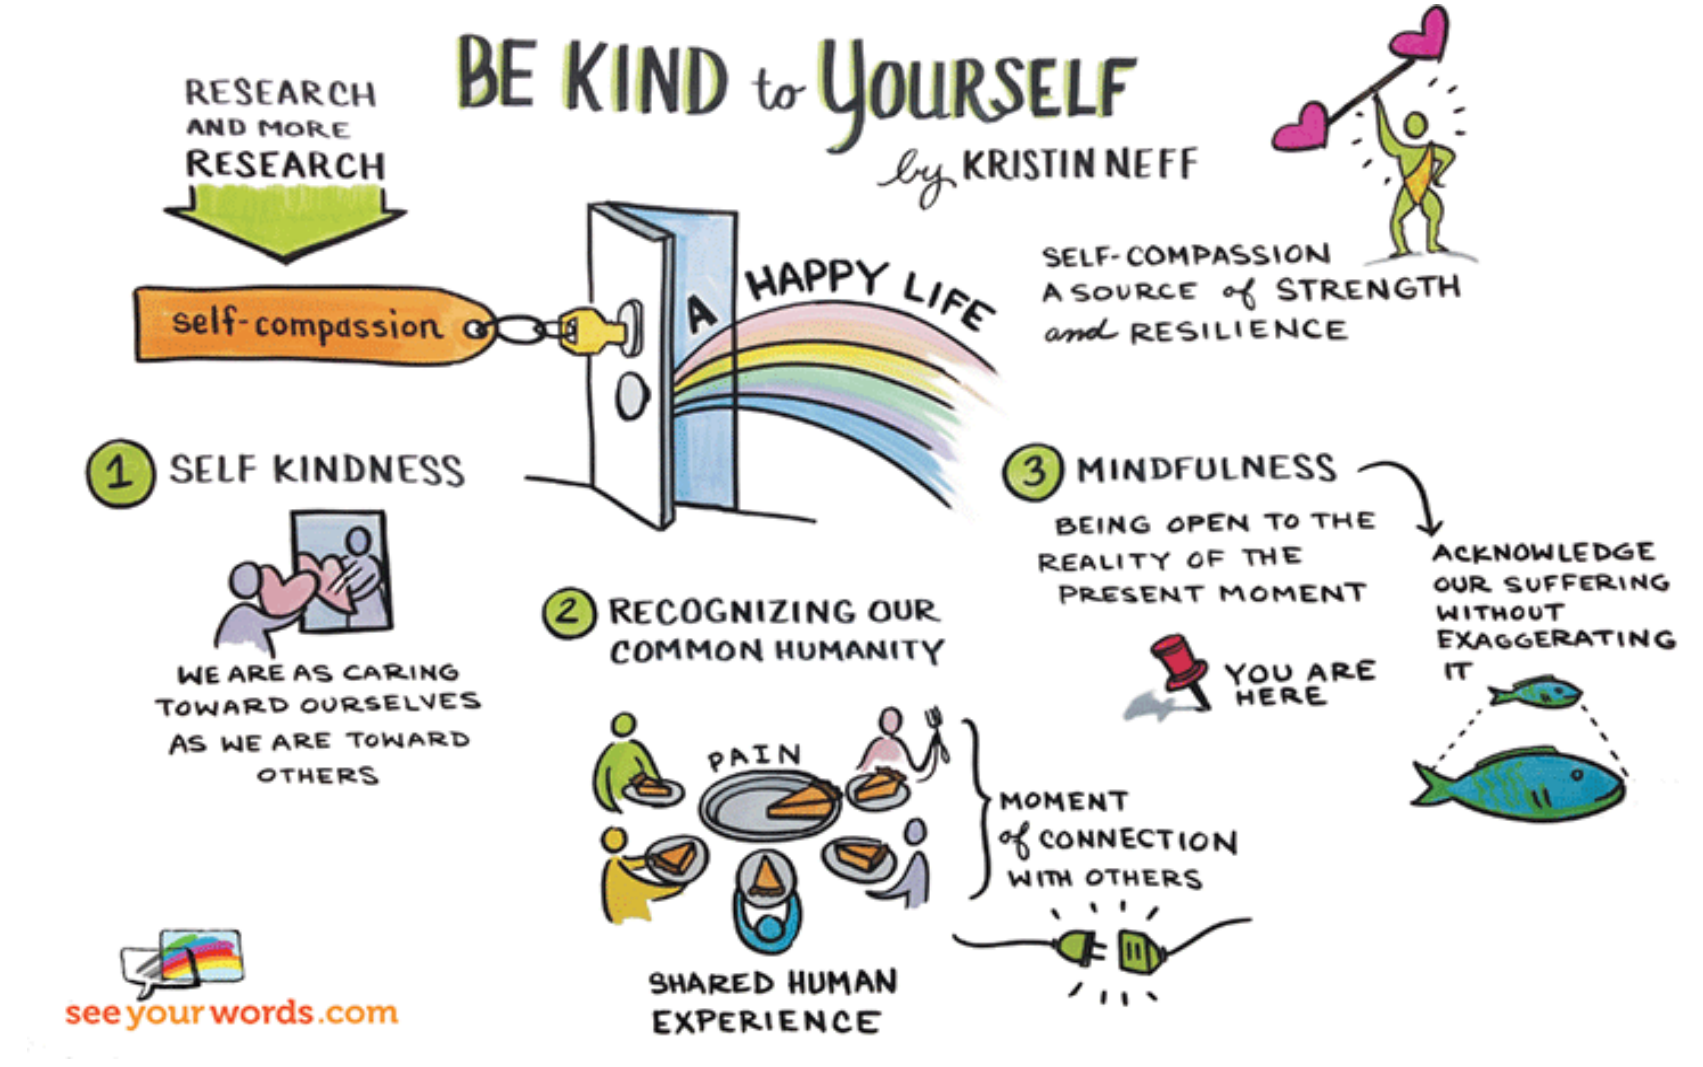 BE KIND to YOURSELF
by KRISTIN NEFF
RESEARCH
AND MORE
RESEARCH
self-compassion
A HAPPY LIFE
SELF-COMPASSION
A SOURCE of STRENGTH
and RESILIENCE
1 SELF KINDNESS
WE ARE AS CARING
TOWARD OURSELVES
AS WE ARE TOWARD
OTHERS
2 RECOGNIZING OUR
COMMON HUMANITY
PAIN
MOMENT
of CONNECTION
WITH OTHERS
SHARED HUMAN
EXPERIENCE
3 MINDFULNESS
BEING OPEN TO THE
REALITY OF THE
PRESENT MOMENT
YOU ARE
HERE
ACKNOWLEDGE
OUR SUFFERING
WITHOUT
EXAGGERATING
IT
seeyourwords.com